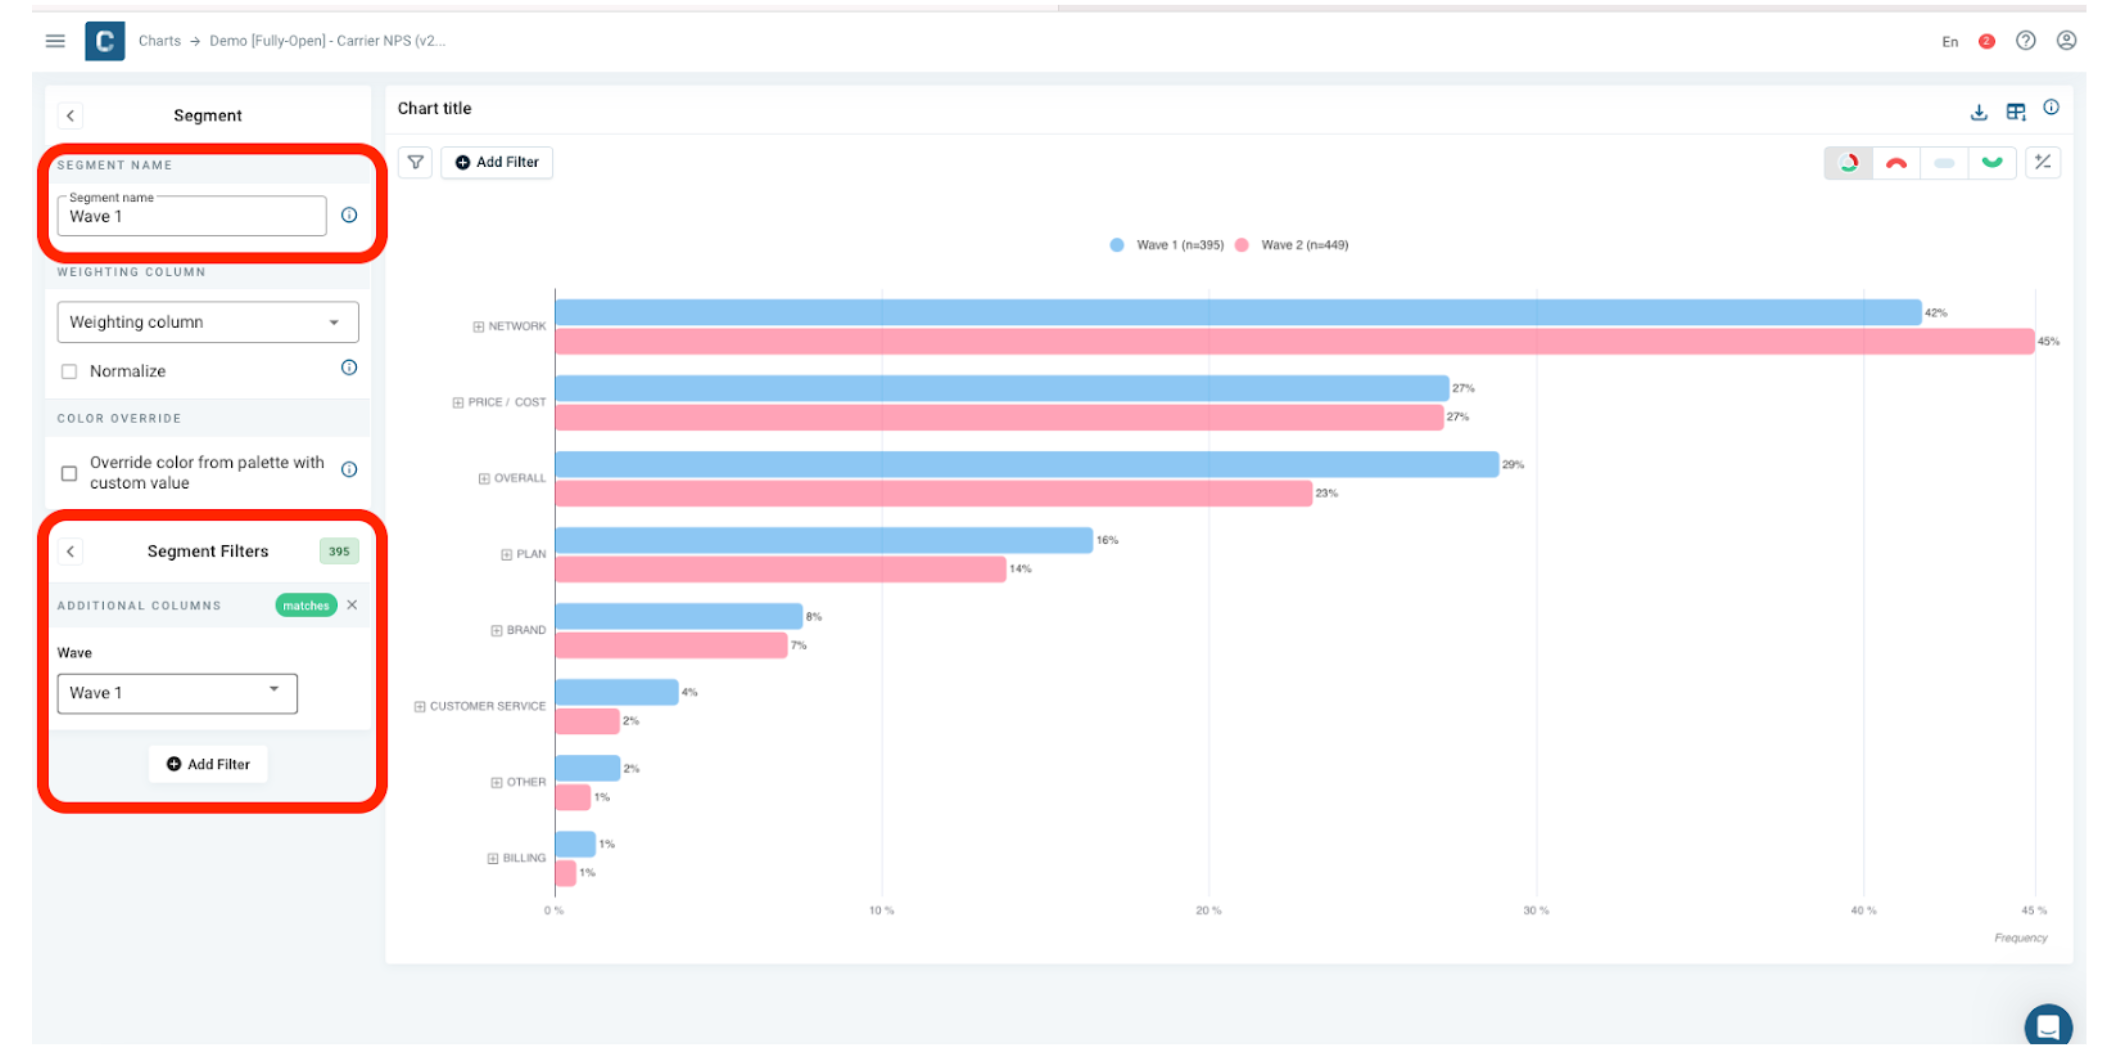 C
Charts → Demo [Fully-Open] - Carrier NPS (v2...
En 2
Segment
SEGMENT NAME
Segment name
Wave 1
WEIGHTING COLUMN
Weighting column
Normalize
COLOR OVERRIDE
Override color from palette with
custom value
Segment Filters 395
ADDITIONAL COLUMNS matches
Wave
Wave 1
Add Filter
Chart title
Add Filter
Wave 1 (n=395) Wave 2 (n=449)
NETWORK
42%
45%
PRICE / COST
27%
27%
OVERALL
29%
23%
PLAN
16%
14%
BRAND
8%
7%
CUSTOMER SERVICE
4%
2%
OTHER
2%
1%
BILLING
1%
1%
0 % 10 % 20 % 30 % 40 % 45 %
Frequency